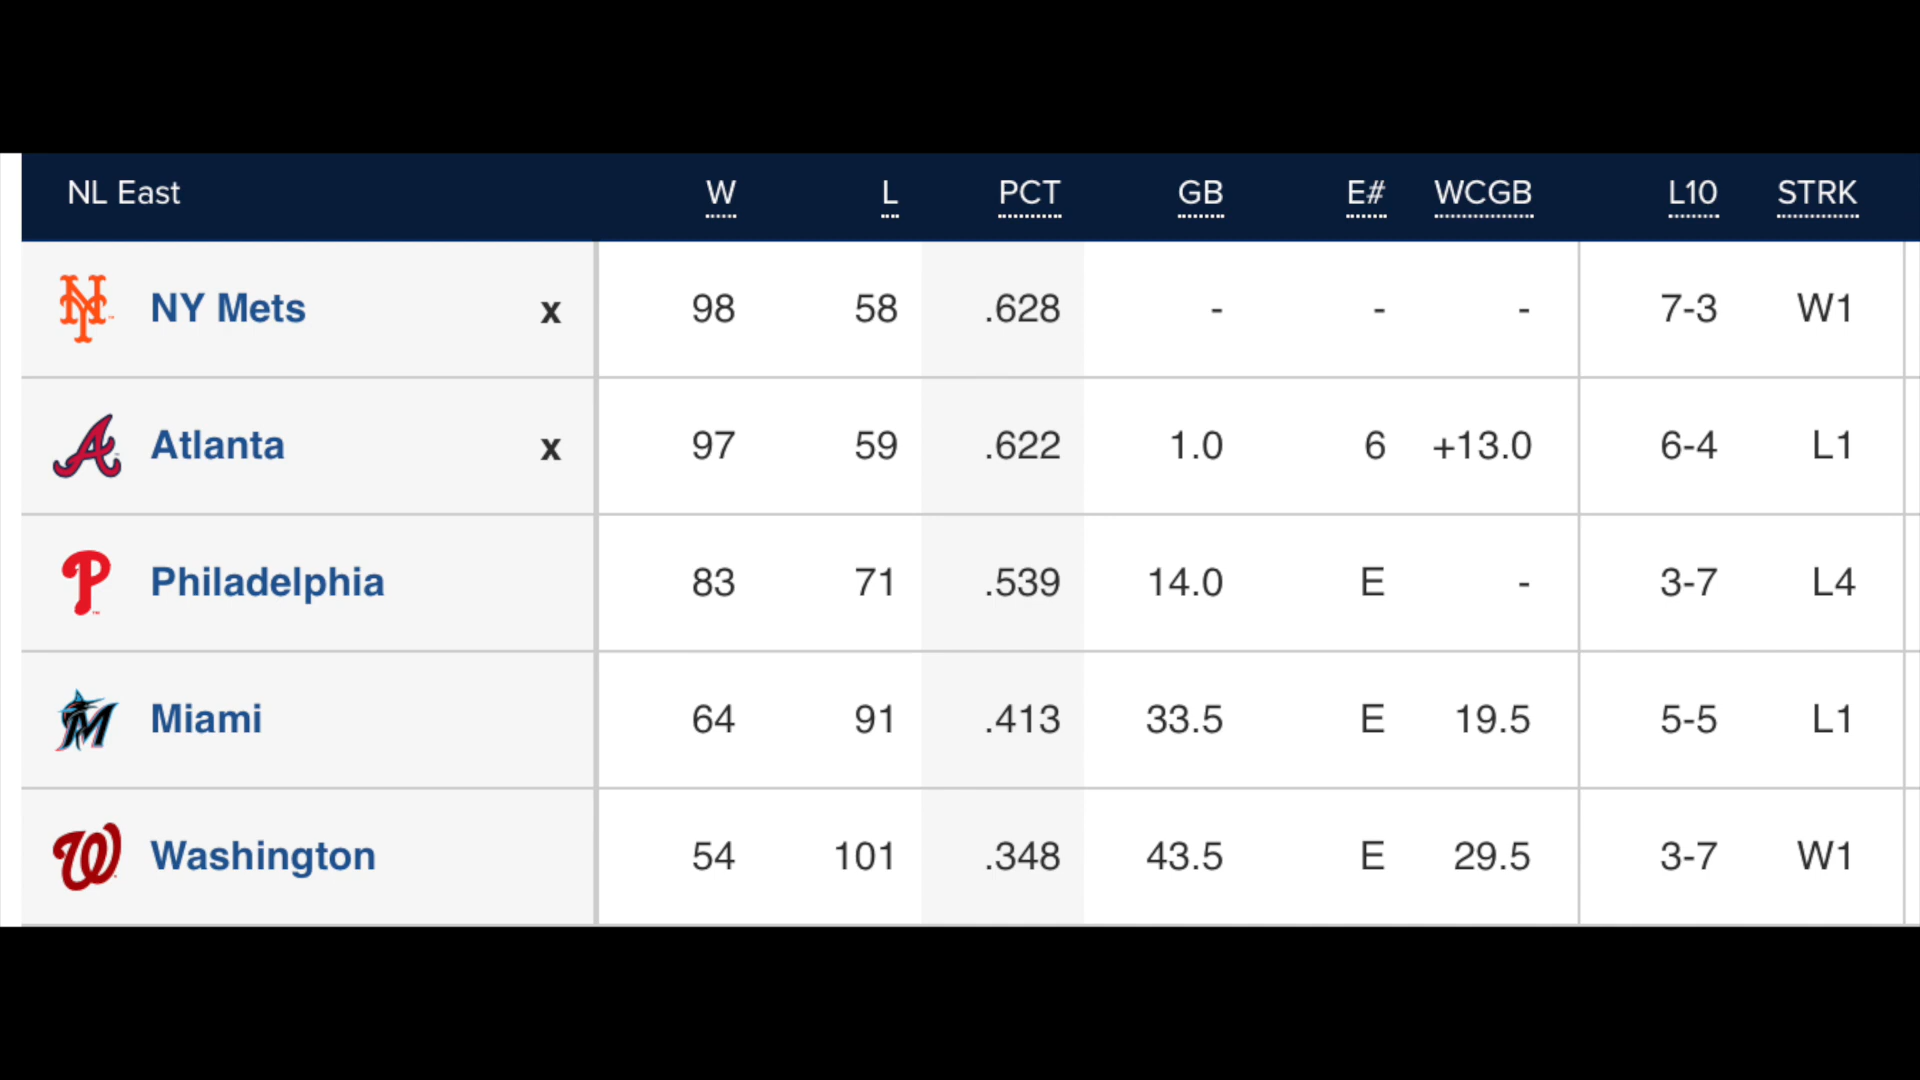 NL East W L PCT GB E# WCGB L10 STRK
NY Mets x 98 58 .628 - - - 7-3 W1
Atlanta x 97 59 .622 1.0 6 +13.0 6-4 L1
Philadelphia 83 71 .539 14.0 E - 3-7 L4
Miami 64 91 .413 33.5 E 19.5 5-5 L1
Washington 54 101 .348 43.5 E 29.5 3-7 W1